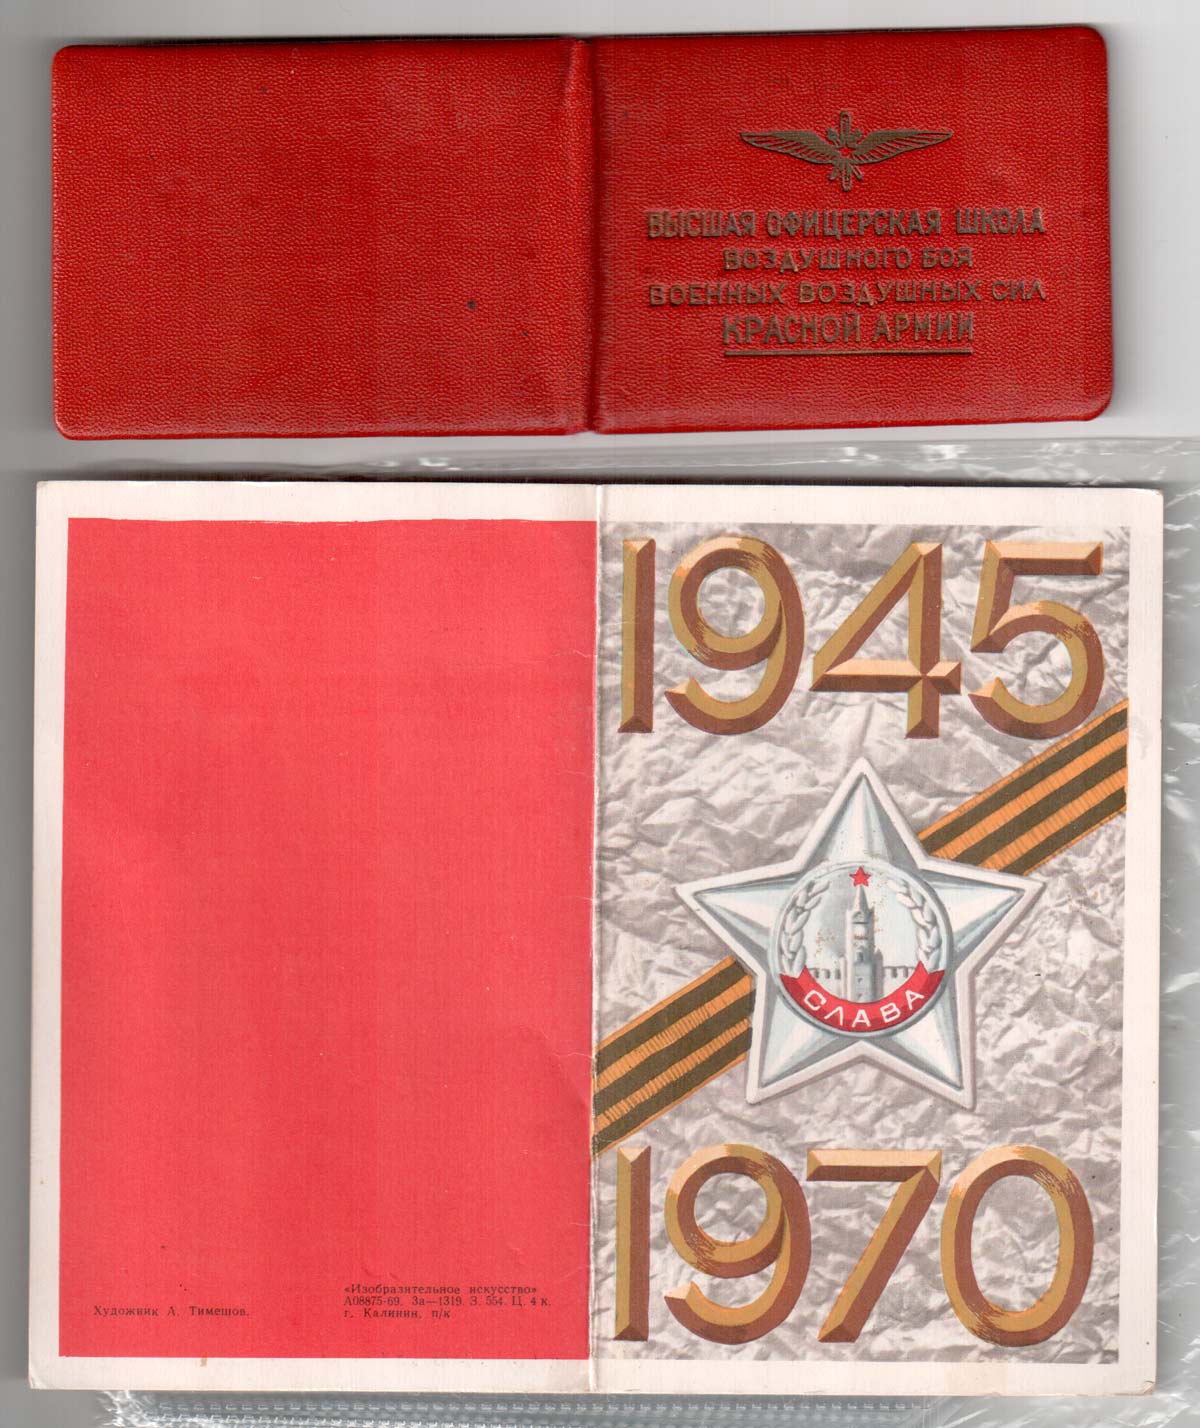 ВЫСШАЯ ОФИЦЕРСКАЯ ШКОЛА
ВОЗДУШНОГО БОЯ
ВОЕННЫХ ВОЗДУШНЫХ СИЛ
КРАСНОЙ АРМИИ
1945
СЛАВА
1970
Художник А. Тимешов.
«Изобразительное искусство»
А08875-69. За—1319. З. 554. Ц. 4 к.
г. Калинин, п/к